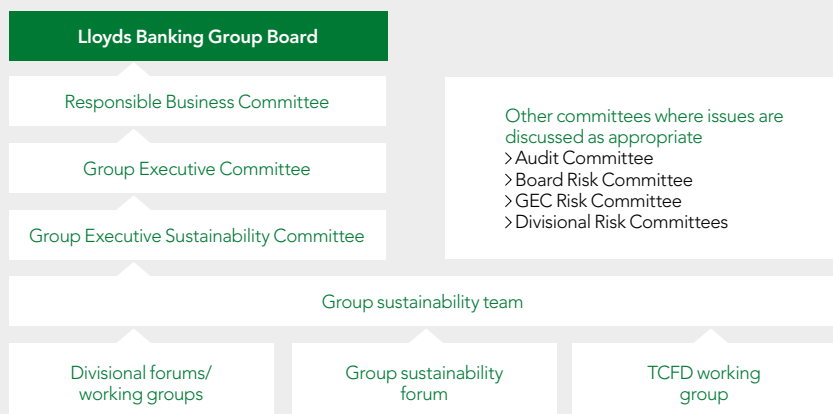 Lloyds Banking Group Board
Responsible Business Committee
Group Executive Committee
Group Executive Sustainability Committee
Other committees where issues are
discussed as appropriate
> Audit Committee
> Board Risk Committee
> GEC Risk Committee
> Divisional Risk Committees
Group sustainability team
Divisional forums/
working groups
Group sustainability
forum
TCFD working
group